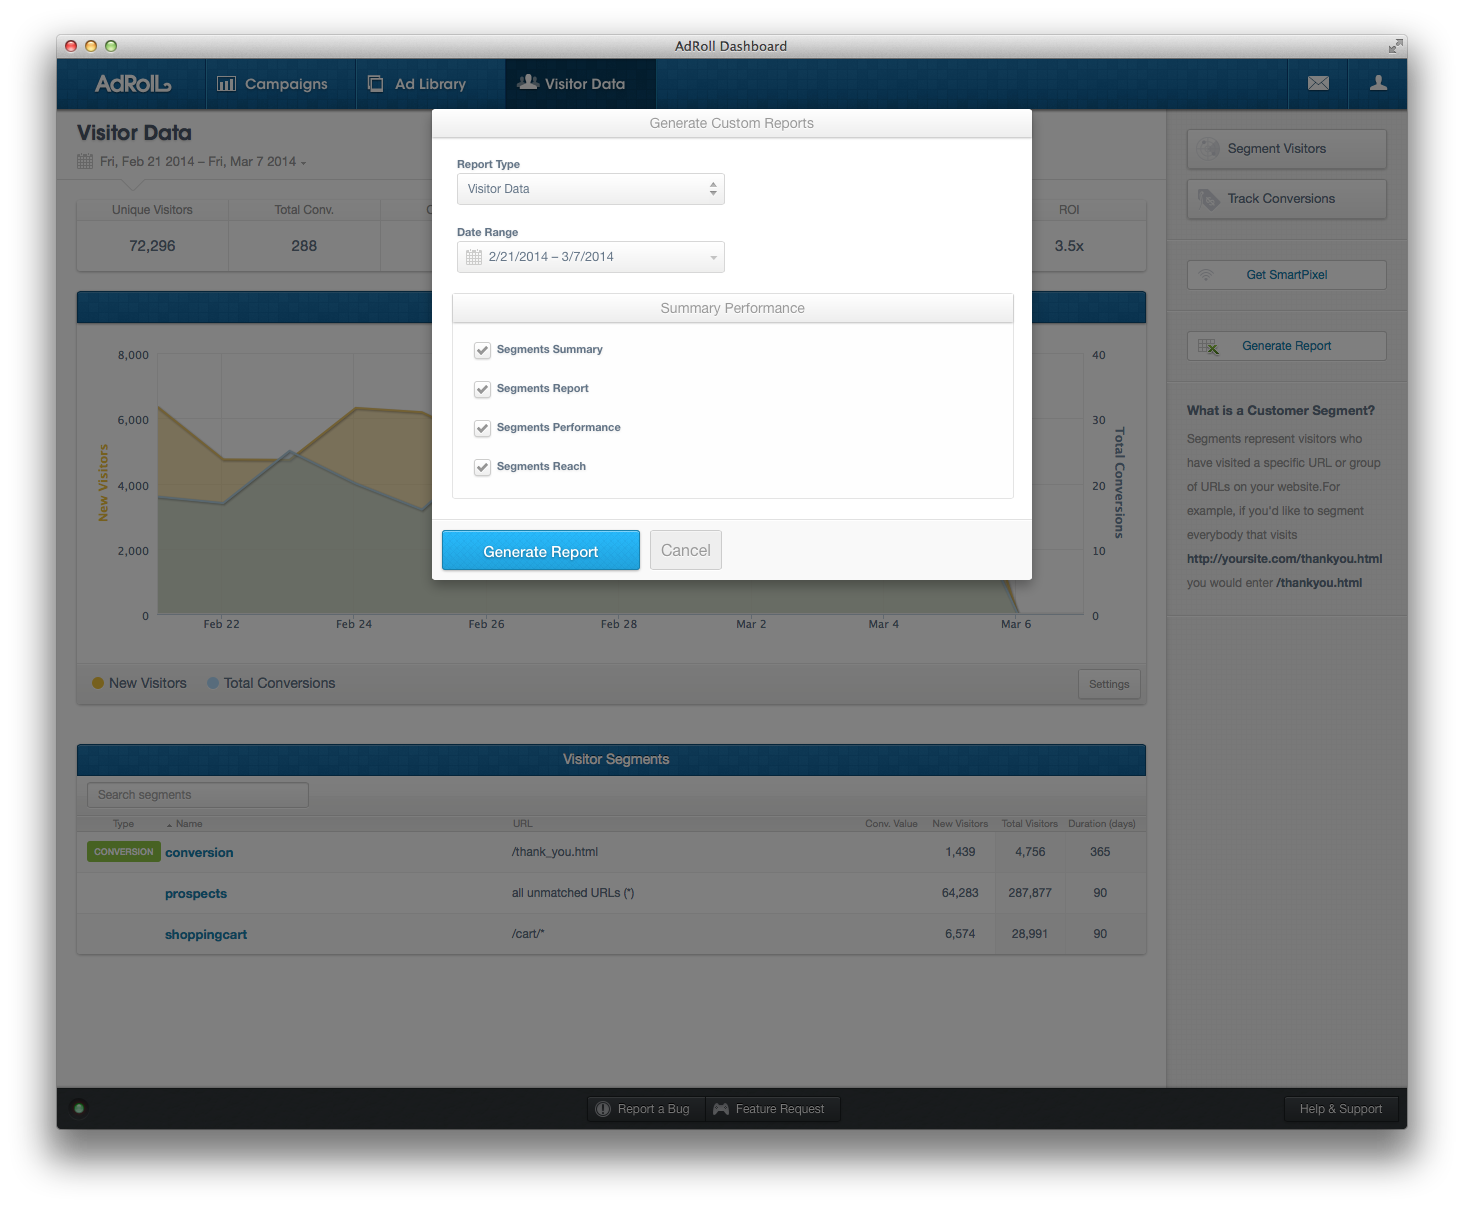 AdRoll Dashboard
AdRoll
Campaigns
Ad Library
Visitor Data
Visitor Data
Fri, Feb 21 2014 – Fri, Mar 7 2014
Unique Visitors
Total Conv.
C
ROI
72,296
288
3.5x
Generate Custom Reports
Report Type
Visitor Data
Date Range
2/21/2014 – 3/7/2014
Summary Performance
Segments Summary
Segments Report
Segments Performance
Segments Reach
Generate Report
Cancel
8,000
6,000
4,000
2,000
0
New Visitors
40
30
20
10
0
Total Conversions
Feb 22
Feb 24
Feb 26
Feb 28
Mar 2
Mar 4
Mar 6
New Visitors
Total Conversions
Settings
Segment Visitors
Track Conversions
Get SmartPixel
Generate Report
What is a Customer Segment?
Segments represent visitors who
have visited a specific URL or group
of URLs on your website.For
example, if you'd like to segment
everybody that visits
http://yoursite.com/thankyou.html
you would enter /thankyou.html
Visitor Segments
Search segments
Type Name URL Conv. Value New Visitors Total Visitors Duration (days)
CONVERSION conversion /thank_you.html 1,439 4,756 365
prospects all unmatched URLs (*) 64,283 287,877 90
shoppingcart /cart/* 6,574 28,991 90
Report a Bug
Feature Request
Help & Support